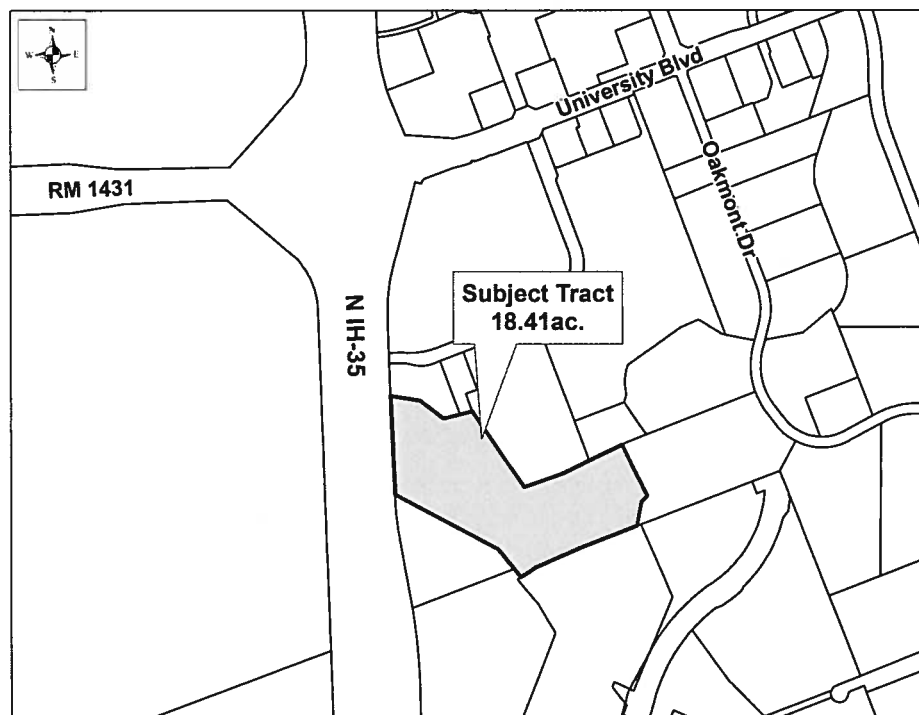 N
W E
S
University Blvd
RM 1431
Oakmont Dr
Subject Tract
18.41ac.
N IH-35